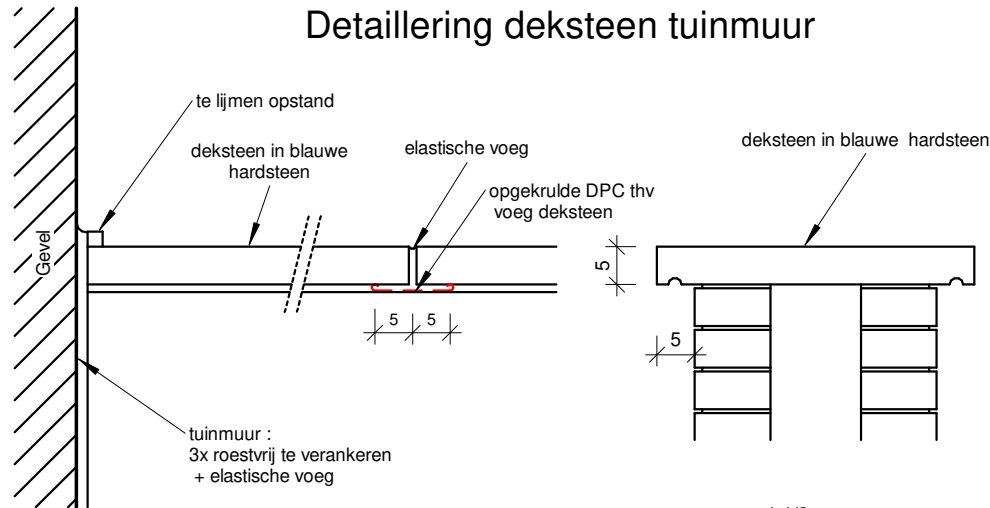 Detaillering deksteen tuinmuur
te lijmen opstand
deksteen in blauwe
hardsteen
elastische voeg
opgekrulde DPC thv
voeg deksteen
deksteen in blauwe hardsteen
Gevel
5
5 5
5
tuinmuur :
3x roestvrij te verankeren
+ elastische voeg